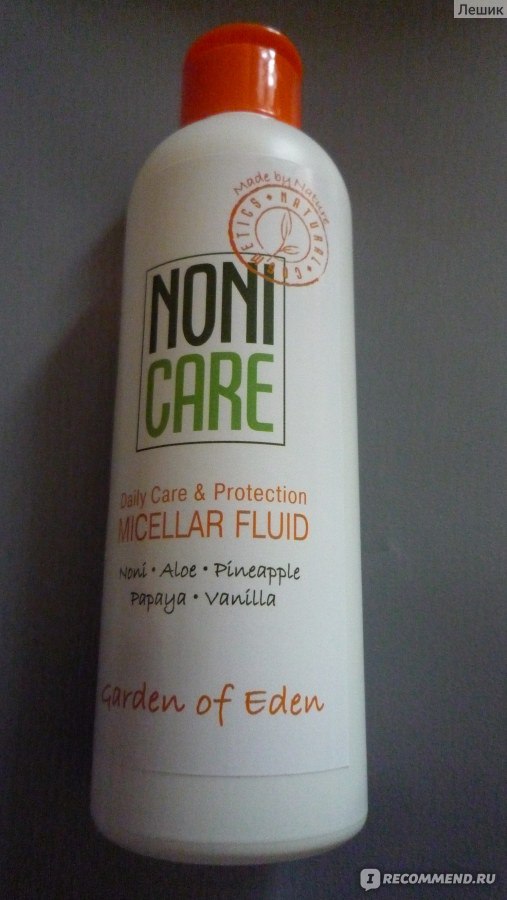 Лешик
Made by Nature
NATURAL COSMETICS
NONI
CARE
Daily Care & Protection
MICELLAR FLUID
Noni • Aloe • Pineapple
Papaya • Vanilla
Garden of Eden
IRECOMMEND.RU